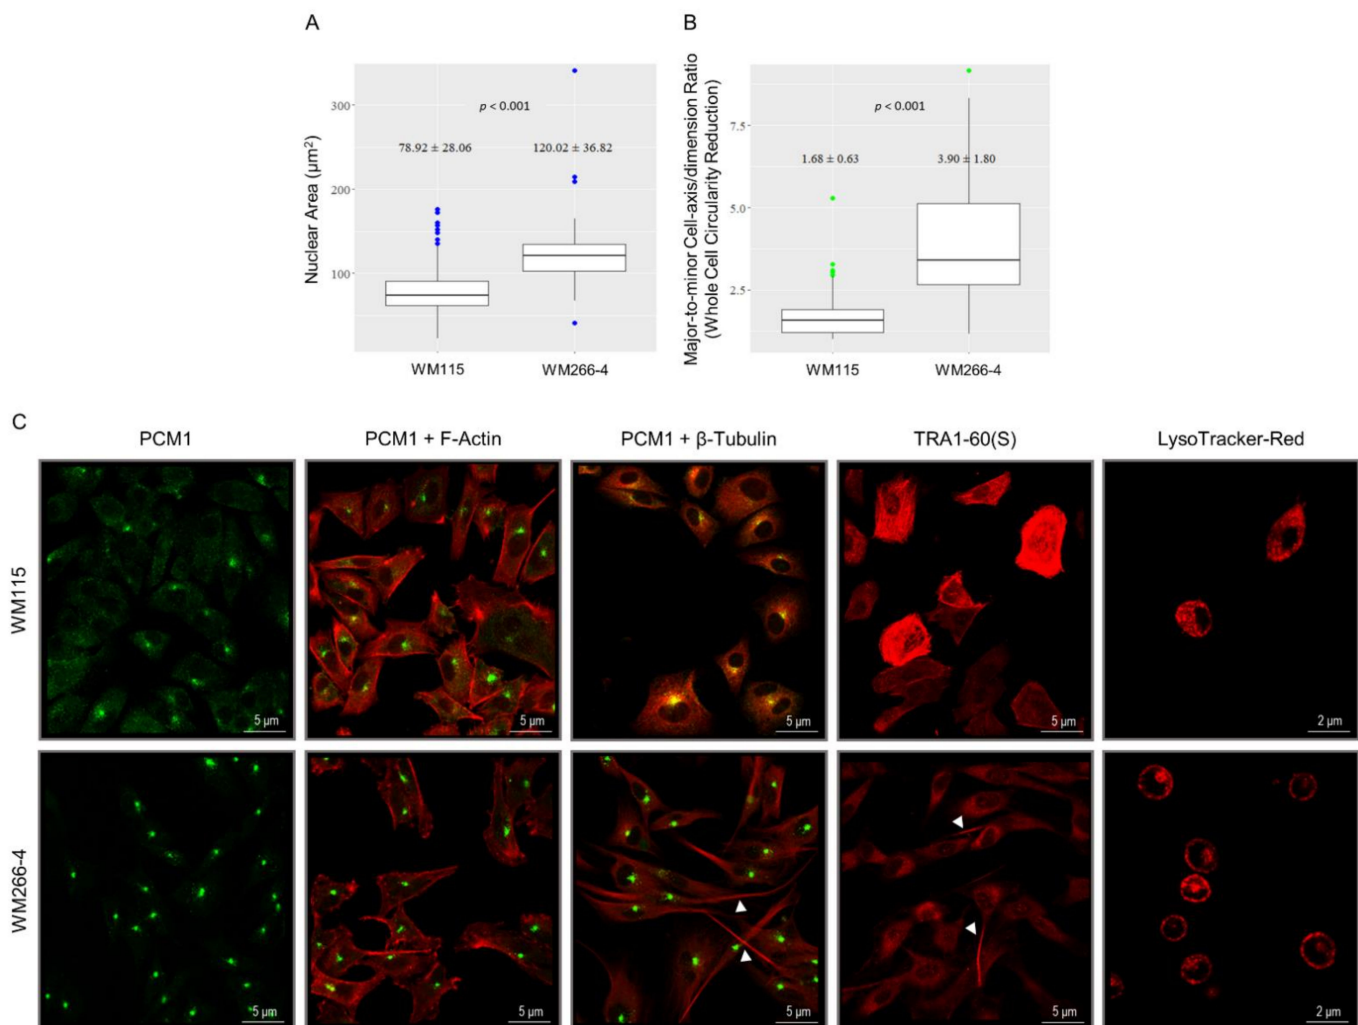 A
B
Nuclear Area (µm²)
300
200
100
p < 0.001
78.92 ± 28.06
120.02 ± 36.82
WM115
WM266-4
Major-to-minor Cell-axis/dimension Ratio
(Whole Cell Circularity Reduction)
7.5
5.0
2.5
p < 0.001
1.68 ± 0.63
3.90 ± 1.80
WM115
WM266-4
C
PCM1
PCM1 + F-Actin
PCM1 + β-Tubulin
TRA1-60(S)
LysoTracker-Red
WM115
5 µm
5 µm
5 µm
5 µm
2 µm
WM266-4
5 µm
5 µm
5 µm
5 µm
2 µm